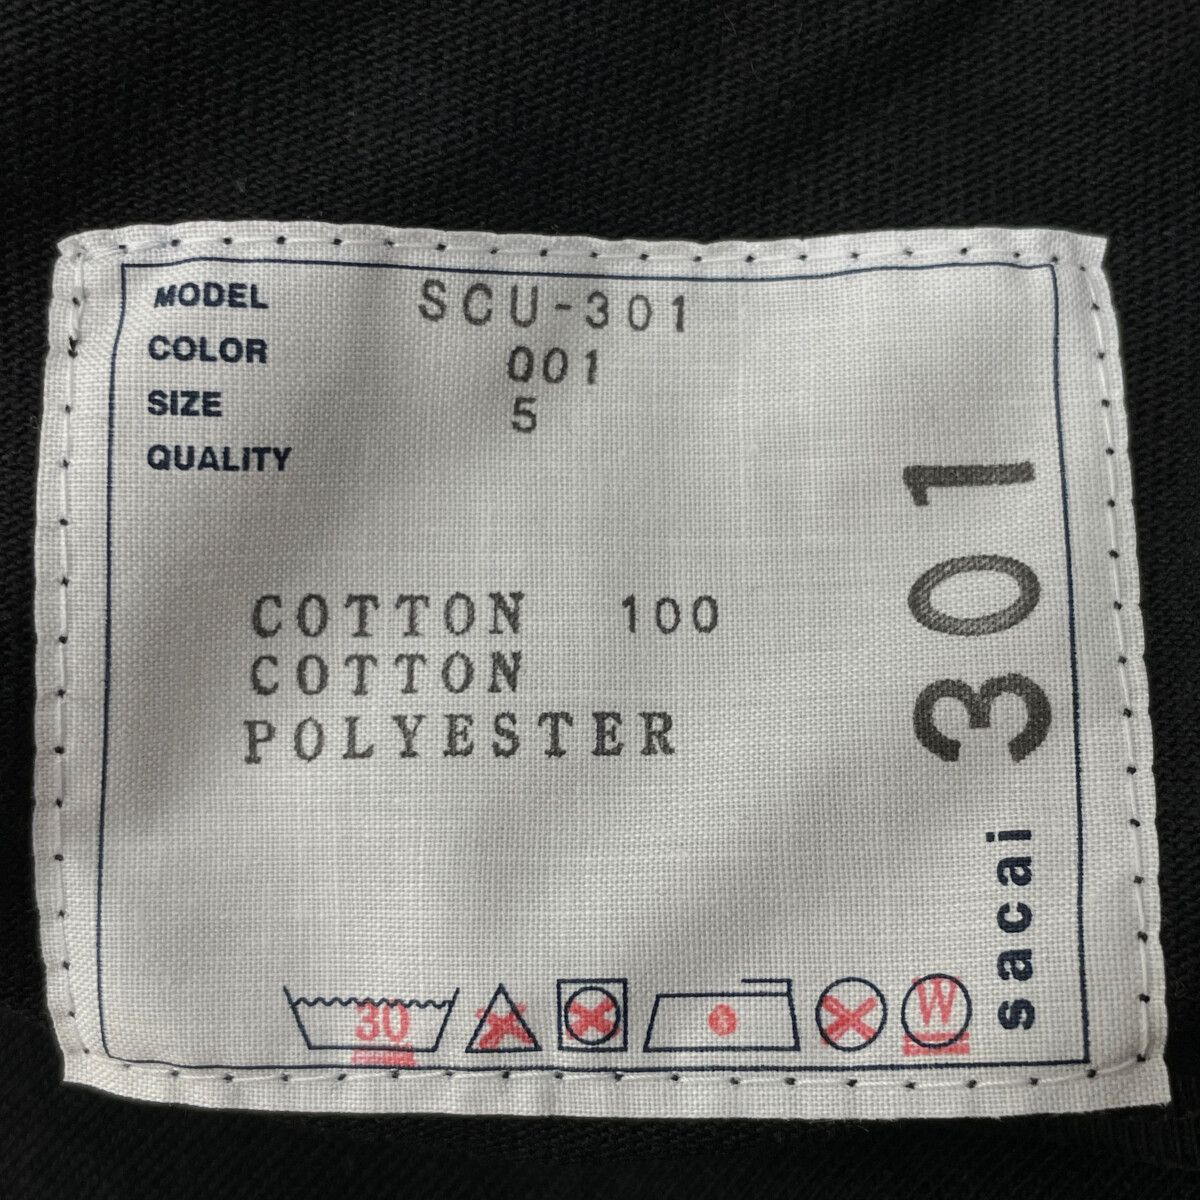 MODEL SCU-301
COLOR 001
SIZE 5
QUALITY
COTTON 100
COTTON
POLYESTER
301
sacai
30
W